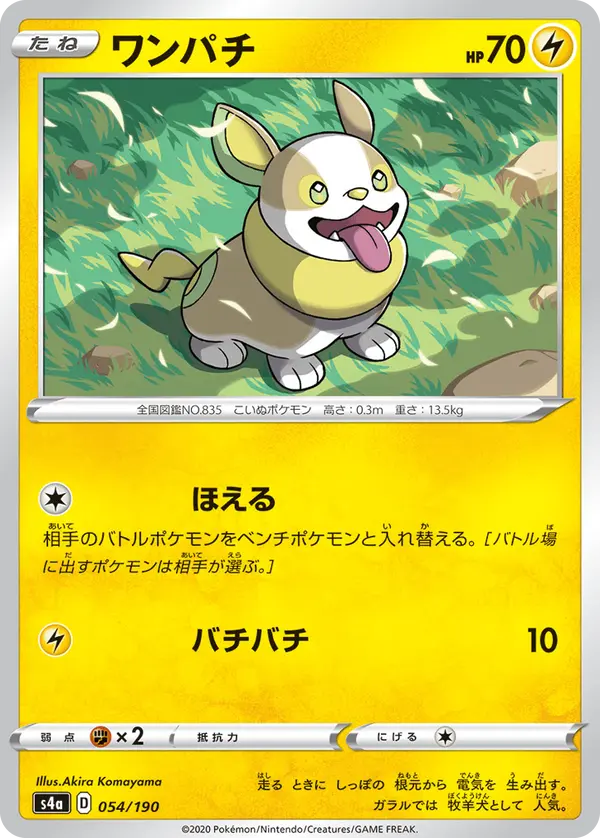 たね ワンパチ HP70
全国図鑑NO.835 こいぬポケモン 高さ:0.3m 重さ:13.5kg
ほえる
相手のバトルポケモンをベンチポケモンと入れ替える。[バトル場
に出すポケモンは相手が選ぶ。]
バチバチ 10
弱点 ×2 抵抗力 にげる
Illus.Akira Komayama
走る ときに しっぽの 根元から 電気を 生み出す。
ガラルでは 牧羊犬として 人気。
s4a D 054/190
©2020 Pokémon/Nintendo/Creatures/GAME FREAK.